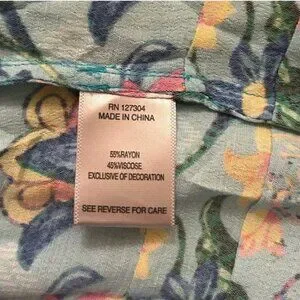 RN 127304
MADE IN CHINA
55%RAYON
45%VISCOSE
EXCLUSIVE OF DECORATION
SEE REVERSE FOR CARE